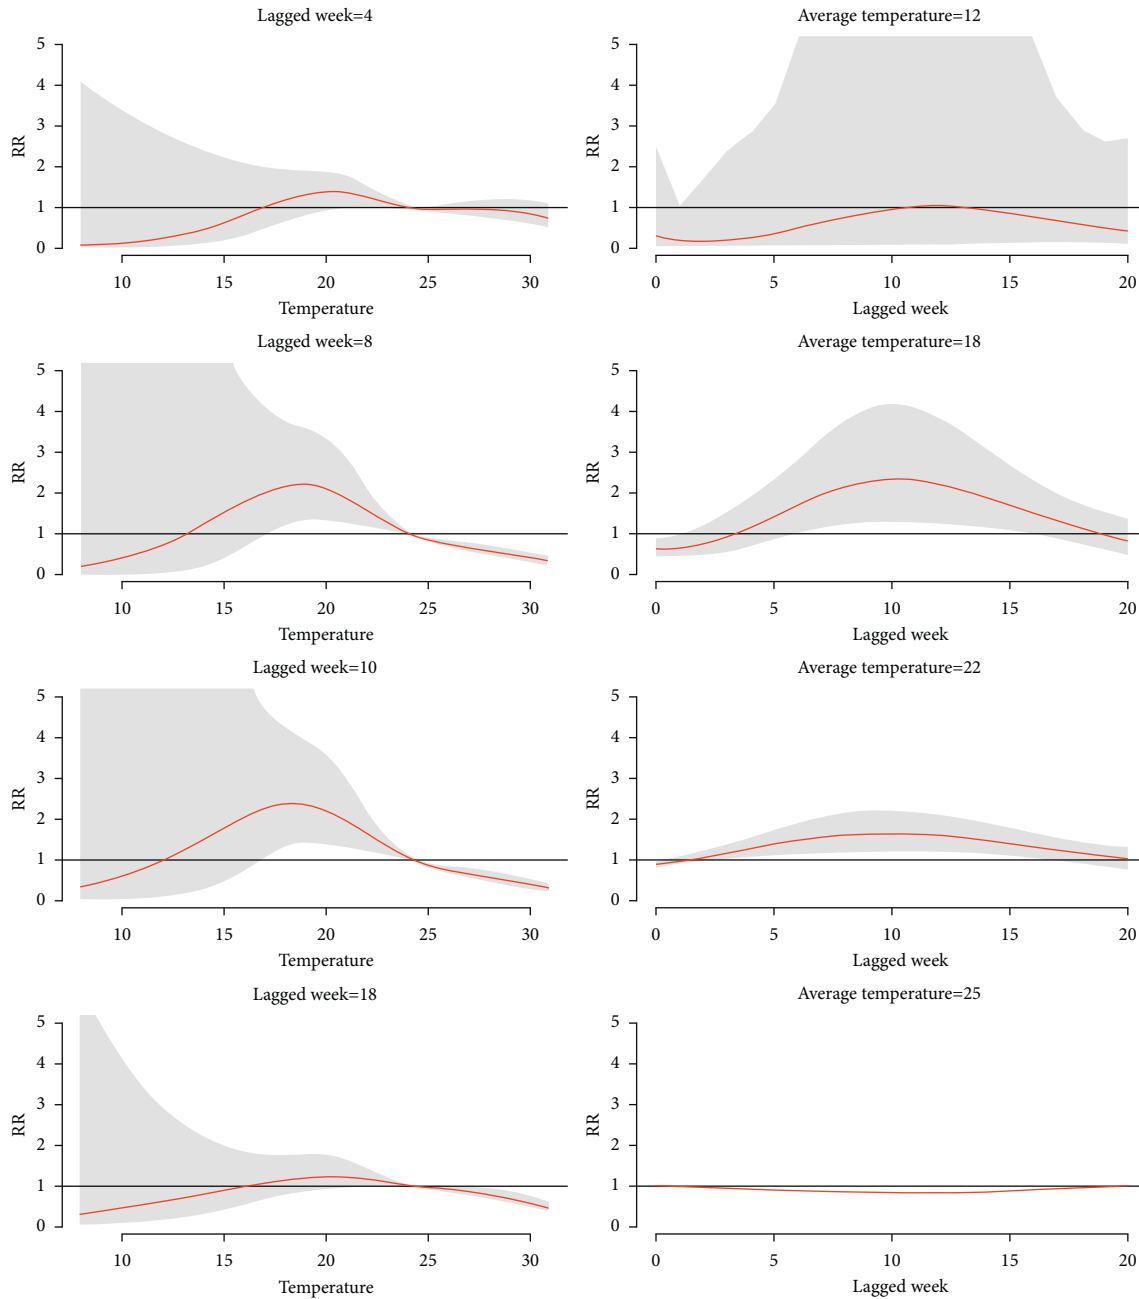 Lagged week=4
5
4
3
2
1
0
RR
10 15 20 25 30
Temperature
Average temperature=12
5
4
3
2
1
0
RR
0 5 10 15 20
Lagged week
Lagged week=8
5
4
3
2
1
0
RR
10 15 20 25 30
Temperature
Average temperature=18
5
4
3
2
1
0
RR
0 5 10 15 20
Lagged week
Lagged week=10
5
4
3
2
1
0
RR
10 15 20 25 30
Temperature
Average temperature=22
5
4
3
2
1
0
RR
0 5 10 15 20
Lagged week
Lagged week=18
5
4
3
2
1
0
RR
10 15 20 25 30
Temperature
Average temperature=25
5
4
3
2
1
0
RR
0 5 10 15 20
Lagged week